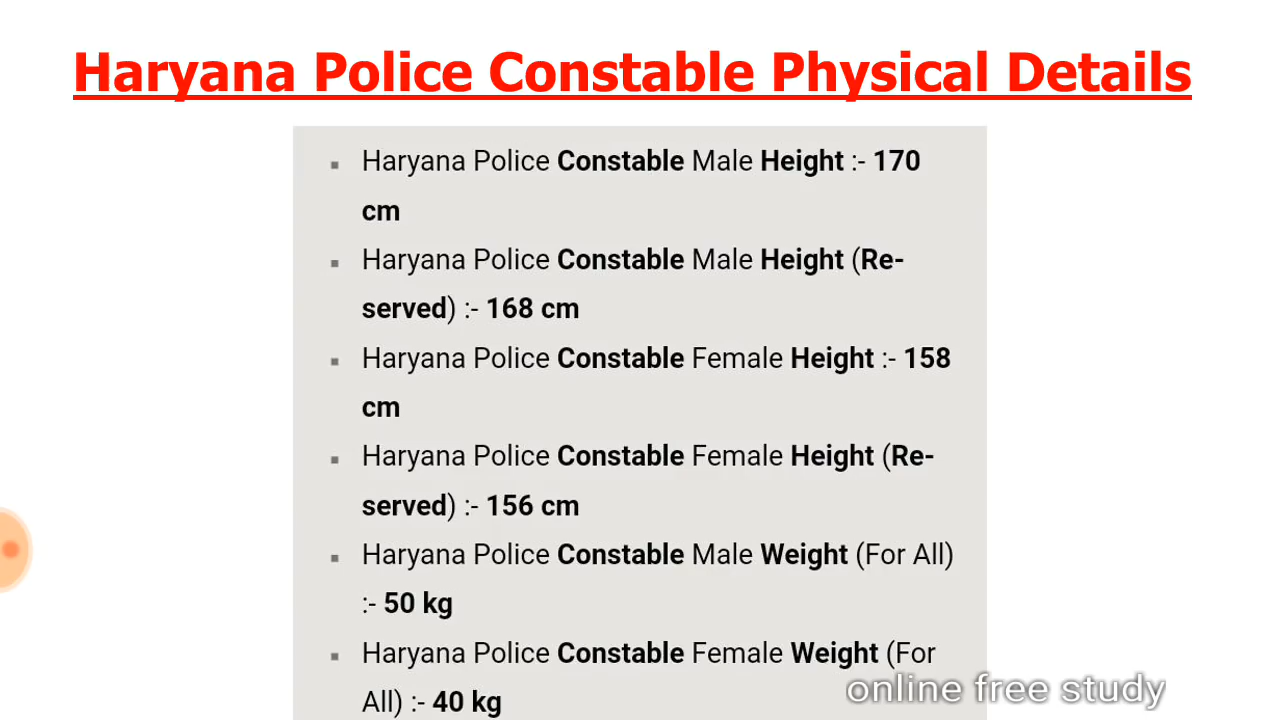 Haryana Police Constable Physical Details
▪ Haryana Police Constable Male Height :- 170
cm
▪ Haryana Police Constable Male Height (Re-
served) :- 168 cm
▪ Haryana Police Constable Female Height :- 158
cm
▪ Haryana Police Constable Female Height (Re-
served) :- 156 cm
▪ Haryana Police Constable Male Weight (For All)
:- 50 kg
▪ Haryana Police Constable Female Weight (For
All) :- 40 kg
online free study